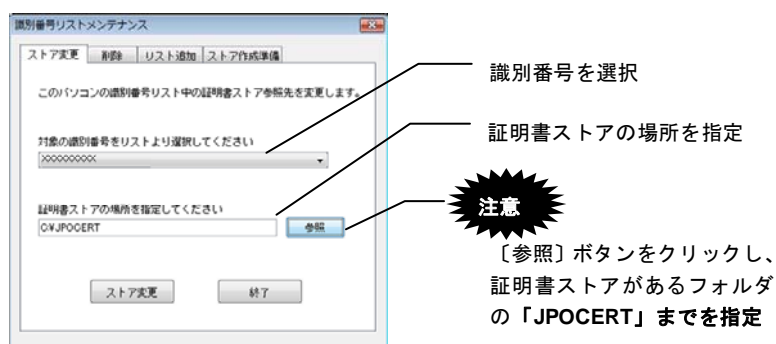 識別番号リストメンテナンス
ストア変更 削除 リスト追加 ストア作成準備
このパソコンの識別番号リスト中の証明書ストア参照先を変更します。
対象の識別番号をリストより選択してください
XXXXXXXXXX
証明書ストアの場所を指定してください
C:¥JPOCERT 参照
ストア変更 終了
識別番号を選択
証明書ストアの場所を指定
注意
〔参照〕ボタンをクリックし、
証明書ストアがあるフォルダ
の「JPOCERT」までを指定